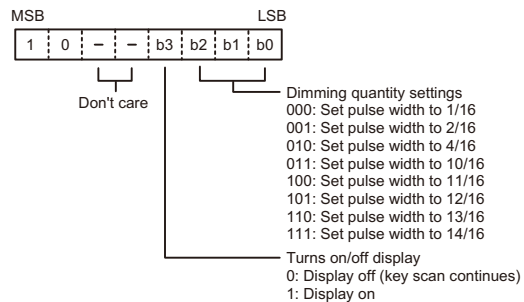 MSB LSB
1 0 – – b3 b2 b1 b0
Don't care
Dimming quantity settings
000: Set pulse width to 1/16
001: Set pulse width to 2/16
010: Set pulse width to 4/16
011: Set pulse width to 10/16
100: Set pulse width to 11/16
101: Set pulse width to 12/16
110: Set pulse width to 13/16
111: Set pulse width to 14/16
Turns on/off display
0: Display off (key scan continues)
1: Display on